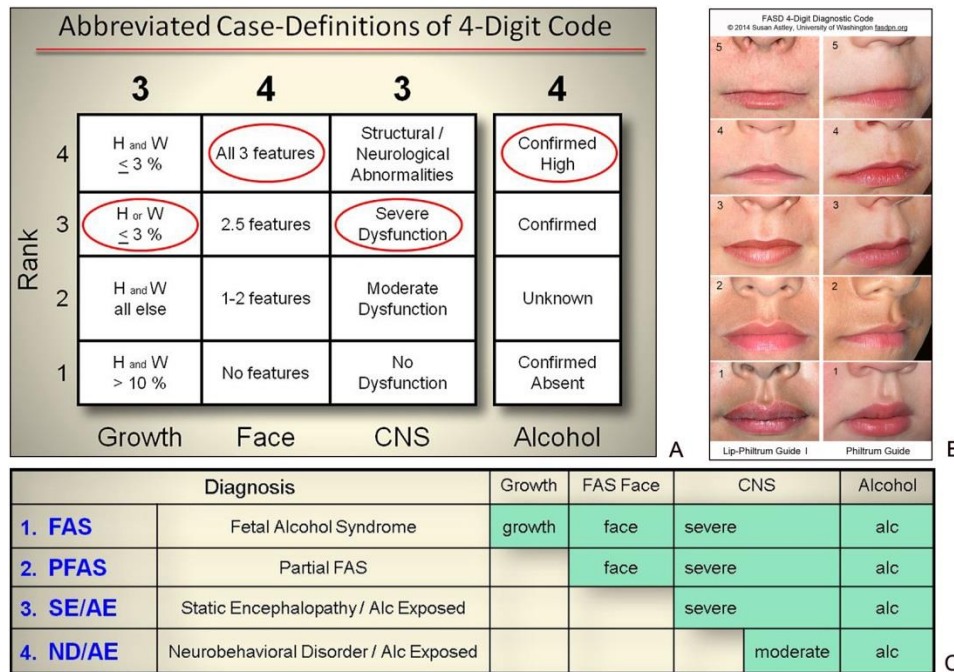 Abbreviated Case-Definitions of 4-Digit Code
3 4 3 4
Rank
4
H and W
≤ 3 %
All 3 features
Structural /
Neurological
Abnormalities
Confirmed
High
3
H or W
≤ 3 %
2.5 features
Severe
Dysfunction
Confirmed
2
H and W
all else
1-2 features
Moderate
Dysfunction
Unknown
1
H and W
> 10 %
No features
No
Dysfunction
Confirmed
Absent
Growth Face CNS Alcohol
A
FASD 4-Digit Diagnostic Code
© 2014 Susan Astley, University of Washington fasdpn.org
5 5
4 4
3 3
2 2
1 1
Lip-Philtrum Guide I Philtrum Guide
B
Diagnosis Growth FAS Face CNS Alcohol
1. FAS Fetal Alcohol Syndrome growth face severe alc
2. PFAS Partial FAS face severe alc
3. SE/AE Static Encephalopathy / Alc Exposed severe alc
4. ND/AE Neurobehavioral Disorder / Alc Exposed moderate alc
C